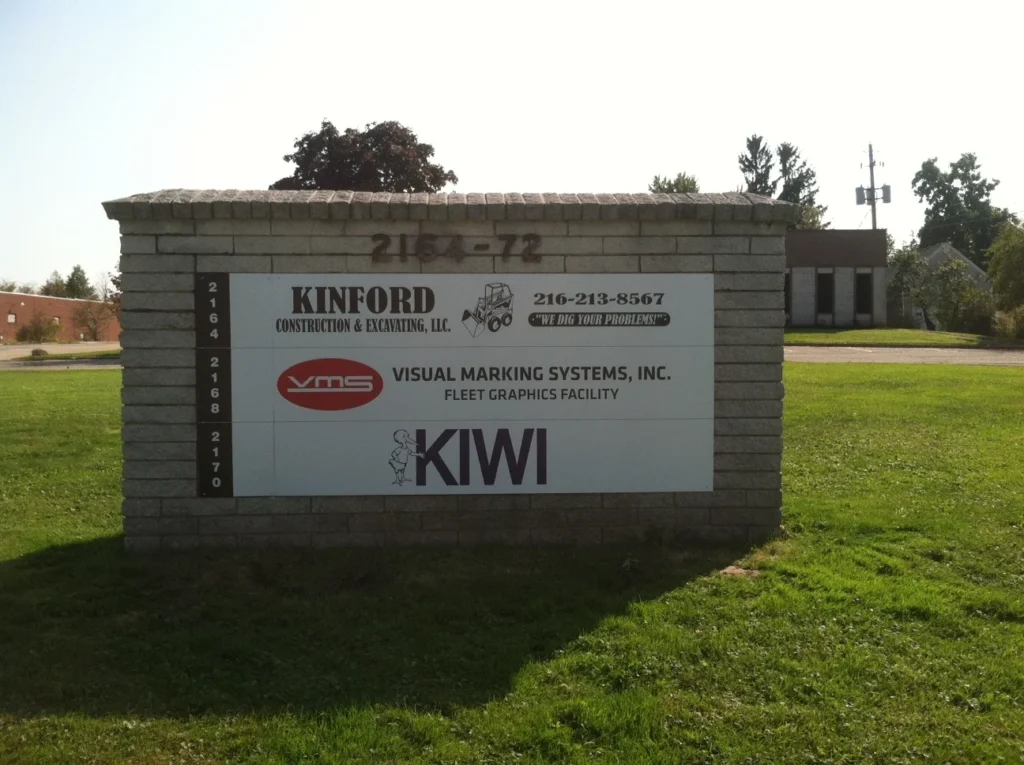 2164-72
2164
KINFORD
CONSTRUCTION & EXCAVATING, LLC.
216-213-8567
"WE DIG YOUR PROBLEMS!"
2168
VMS
VISUAL MARKING SYSTEMS, INC.
FLEET GRAPHICS FACILITY
2170
KIWI